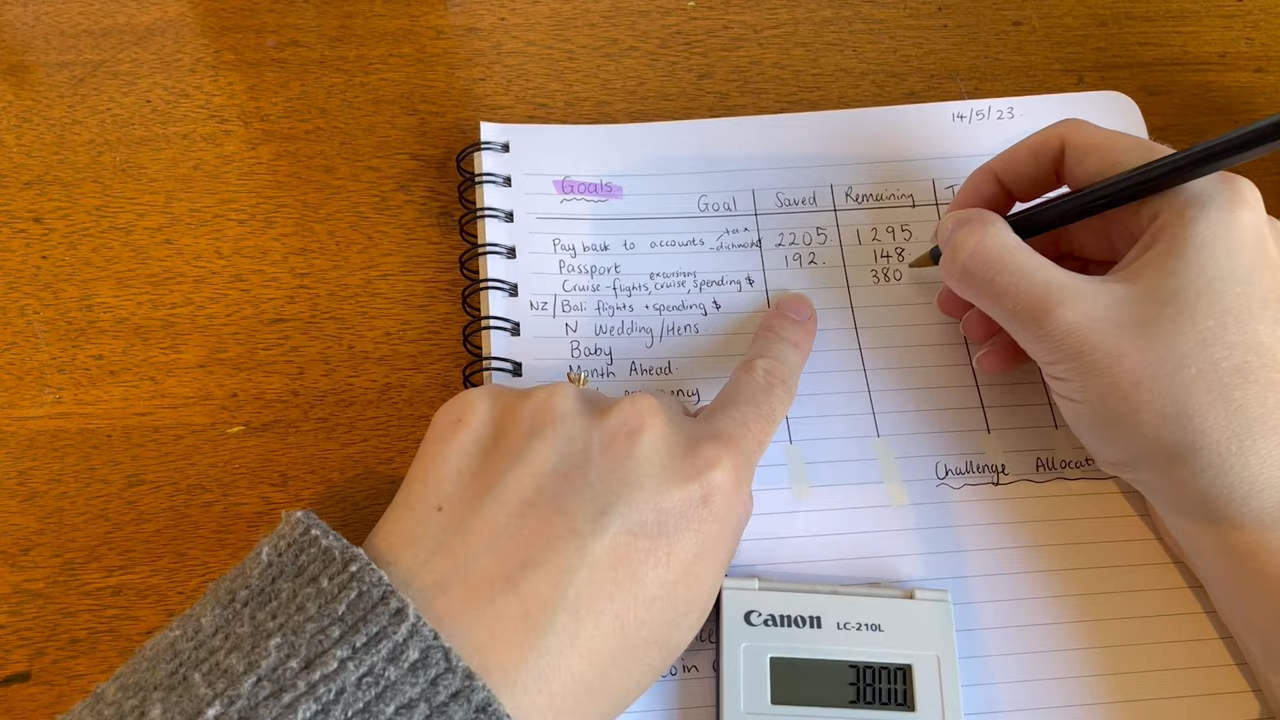 14/5/23.
Goals
Goal Saved Remaining
tax
Pay back to accounts - dishwasher 2205. 1295.
Passport 192. 148.
excursions
Cruise - flights, cruise, spending $ 380
NZ/ Bali flights + spending $
N Wedding/Hens
Baby
Month Ahead.
Challenge
Canon LC-210L
3800